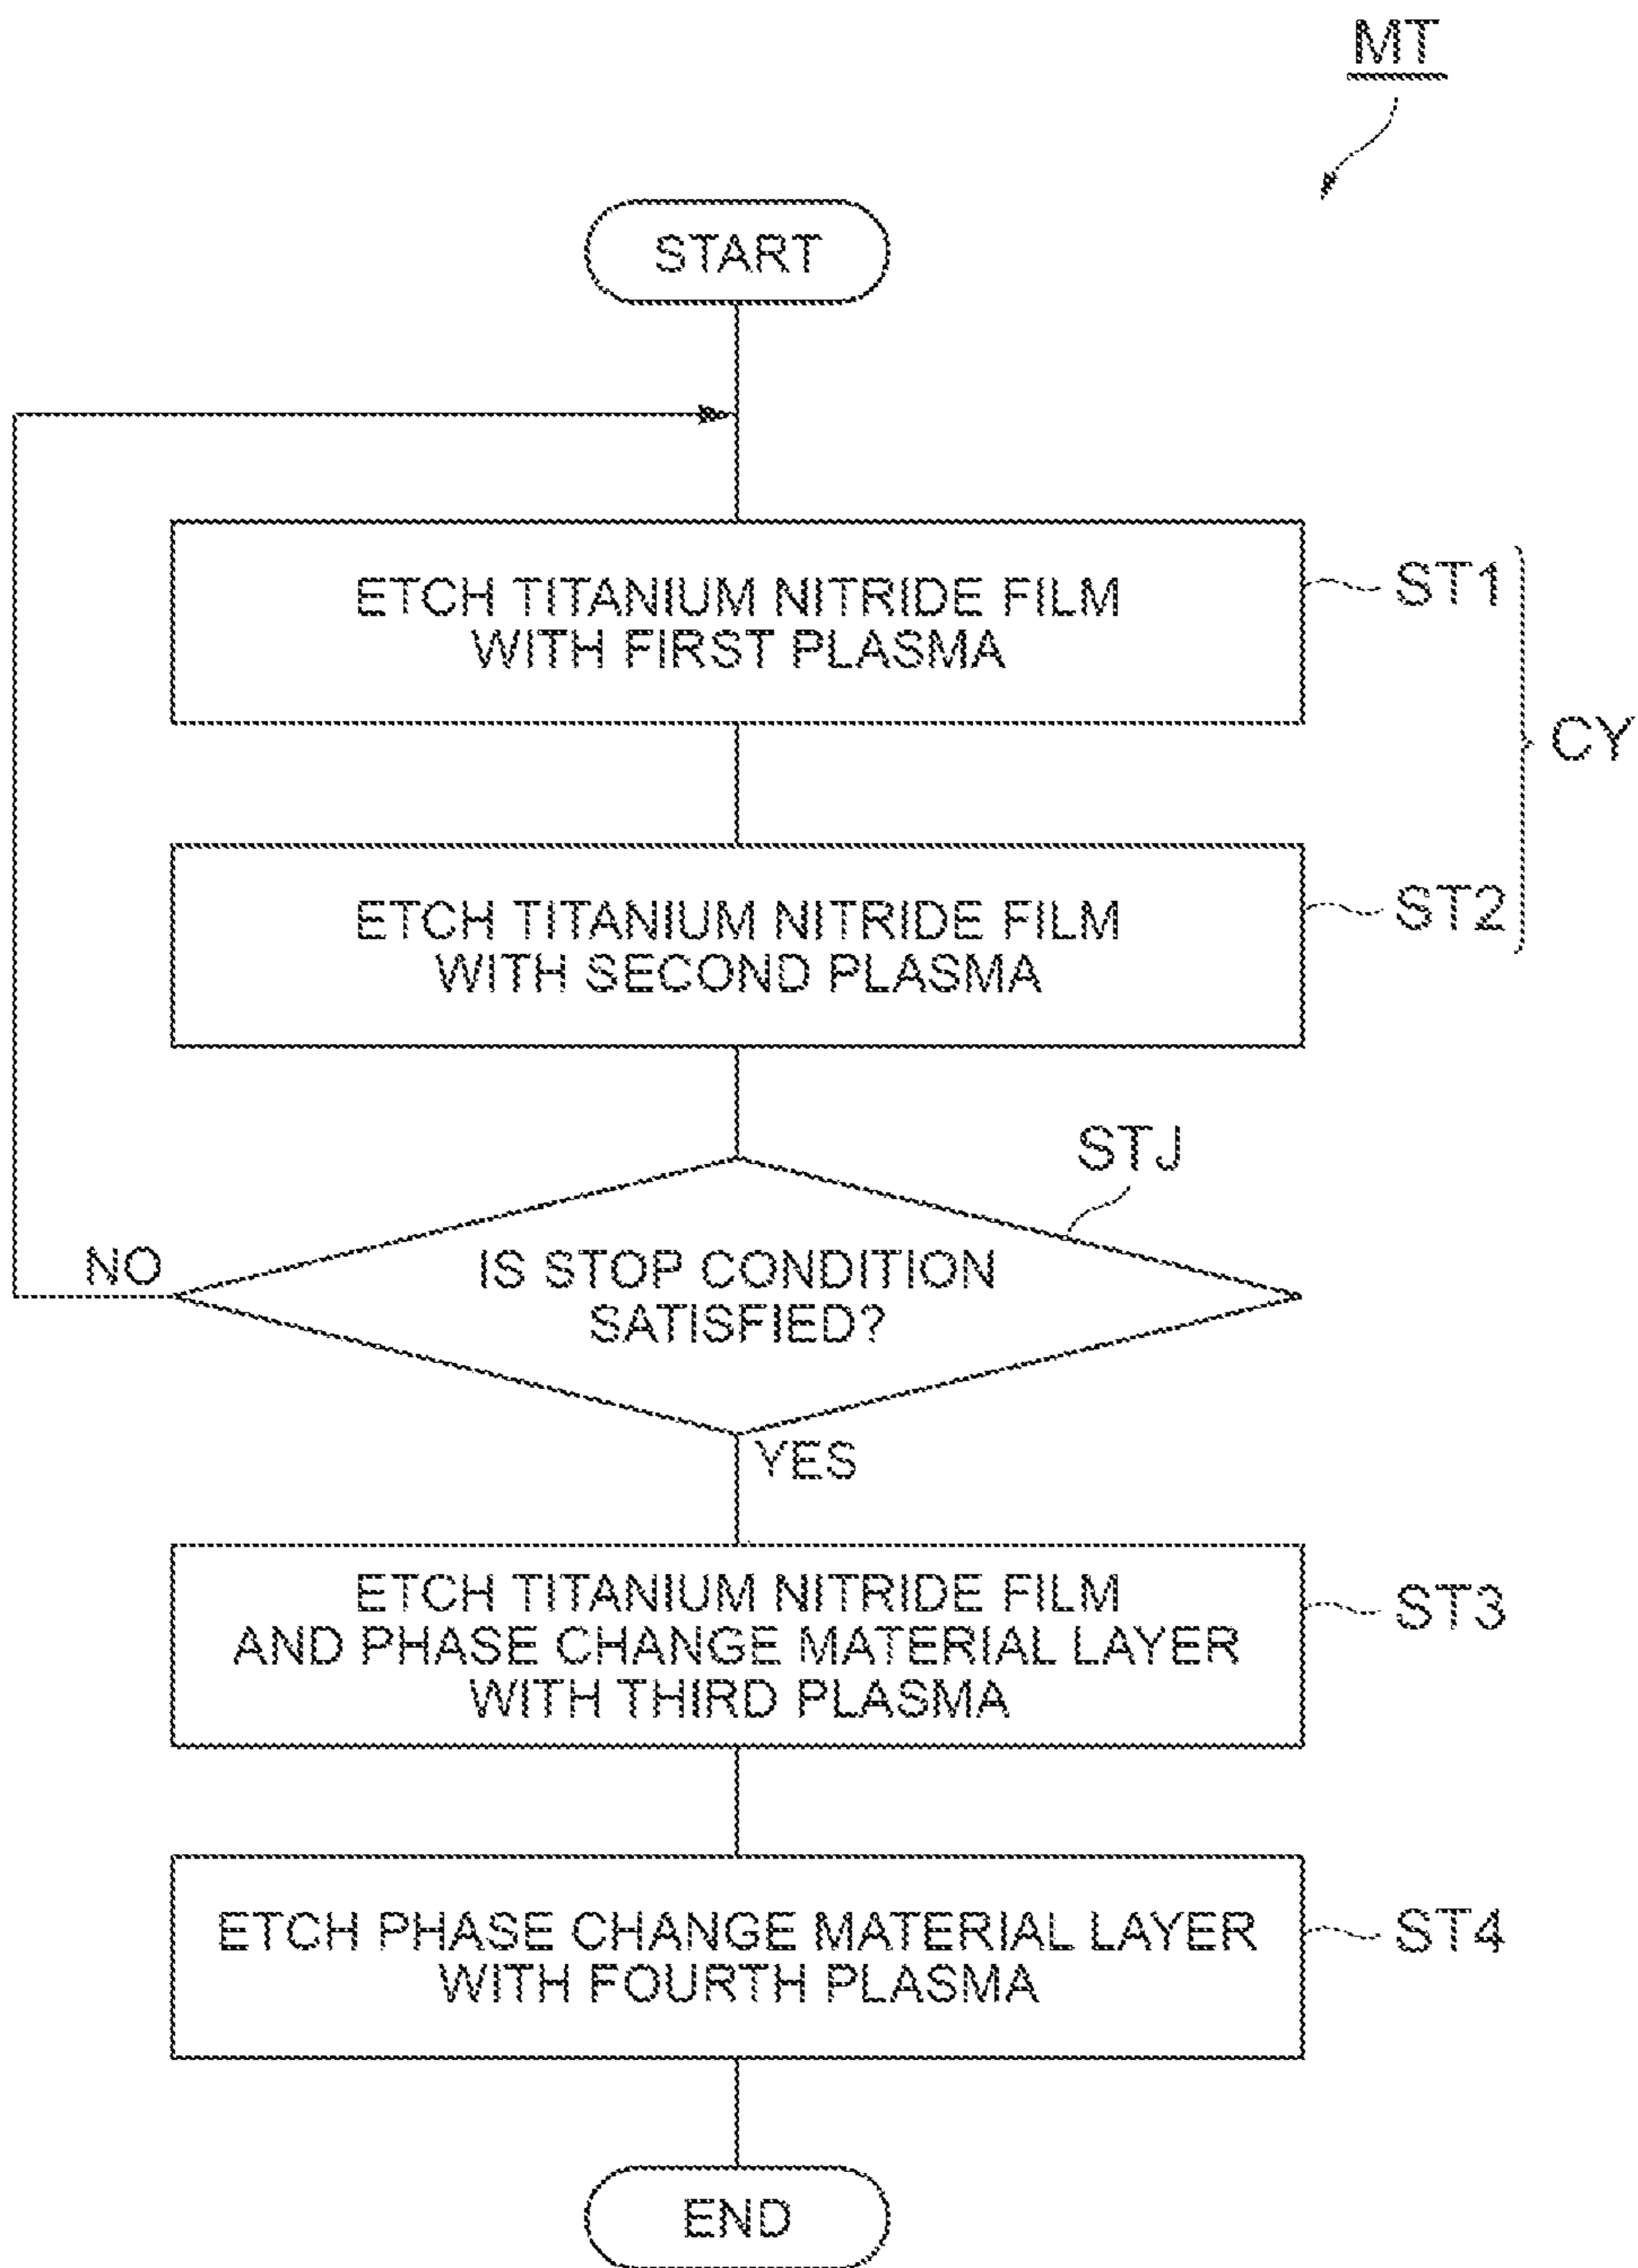 MT
START
ETCH TITANIUM NITRIDE FILM
WITH FIRST PLASMA
ST1
CY
ETCH TITANIUM NITRIDE FILM
WITH SECOND PLASMA
ST2
STJ
IS STOP CONDITION
SATISFIED?
NO
YES
ETCH TITANIUM NITRIDE FILM
AND PHASE CHANGE MATERIAL LAYER
WITH THIRD PLASMA
ST3
ETCH PHASE CHANGE MATERIAL LAYER
WITH FOURTH PLASMA
ST4
END